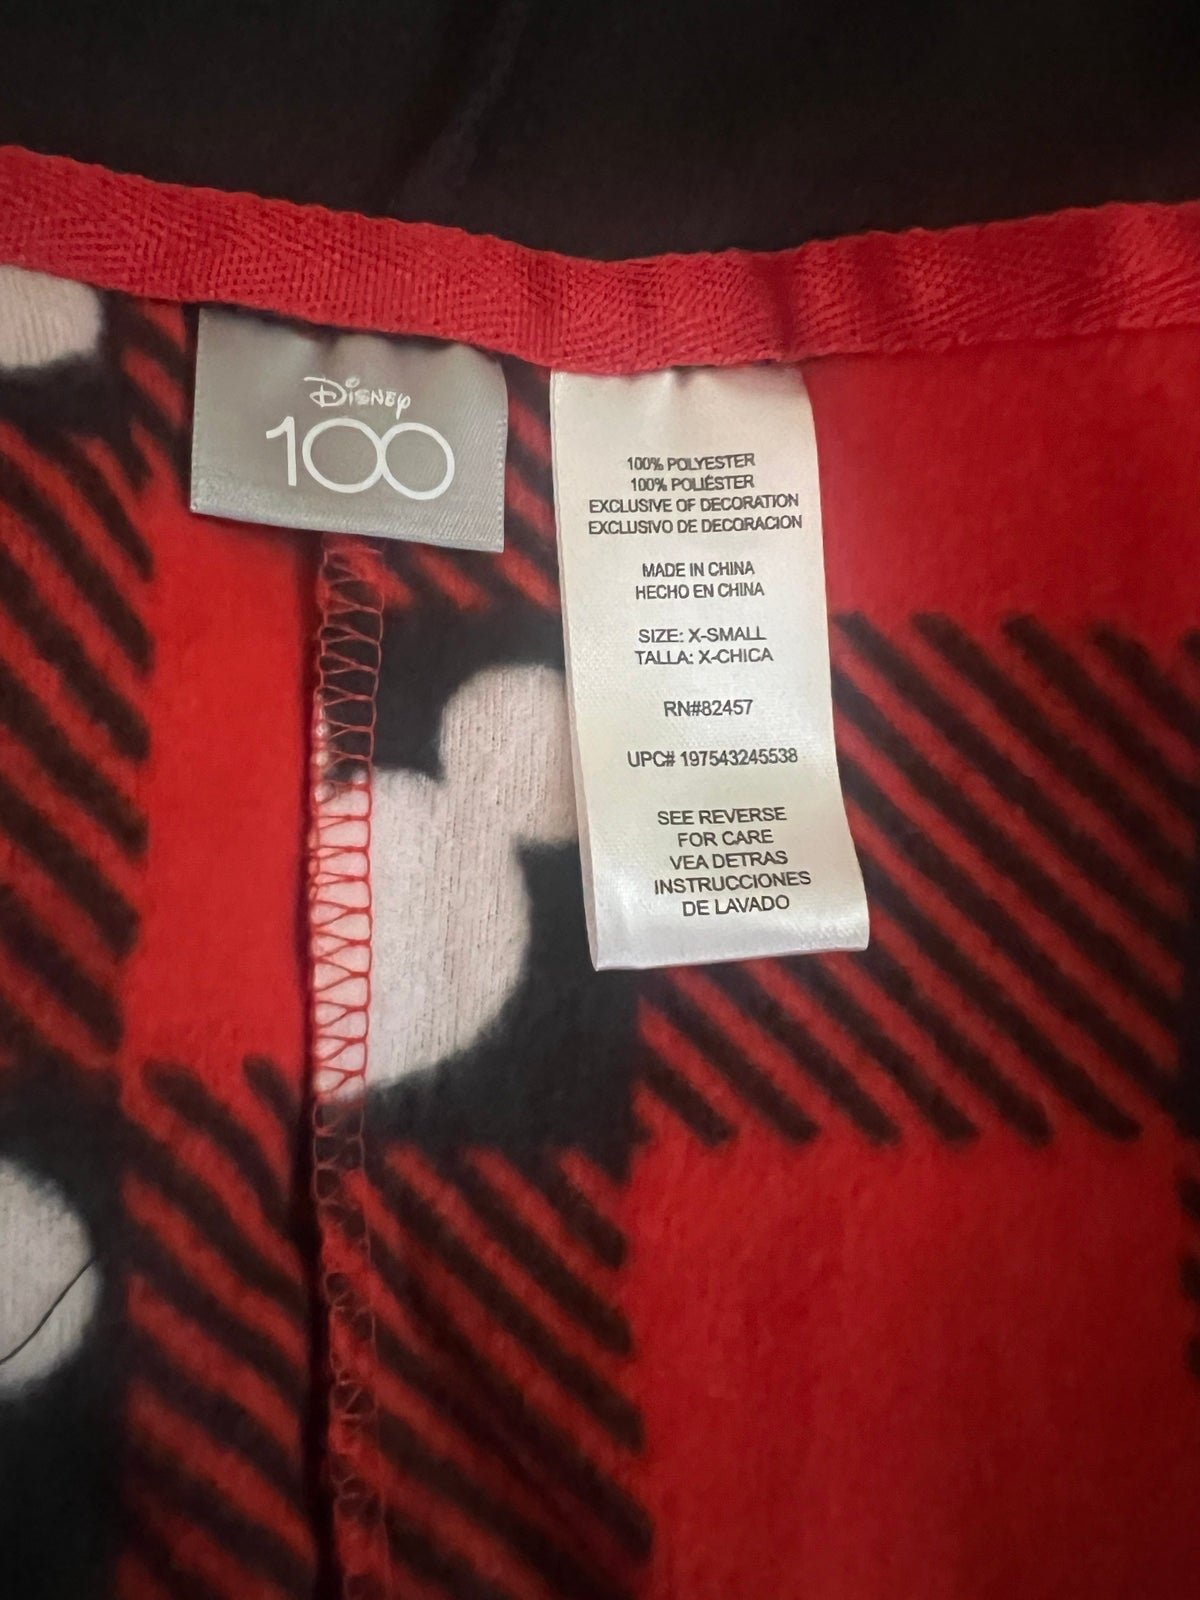 Disney
100
100% POLYESTER
100% POLIÉSTER
EXCLUSIVE OF DECORATION
EXCLUSIVO DE DECORACION
MADE IN CHINA
HECHO EN CHINA
SIZE: X-SMALL
TALLA: X-CHICA
RN#82457
UPC# 197543245538
SEE REVERSE
FOR CARE
VEA DETRAS
INSTRUCCIONES
DE LAVADO